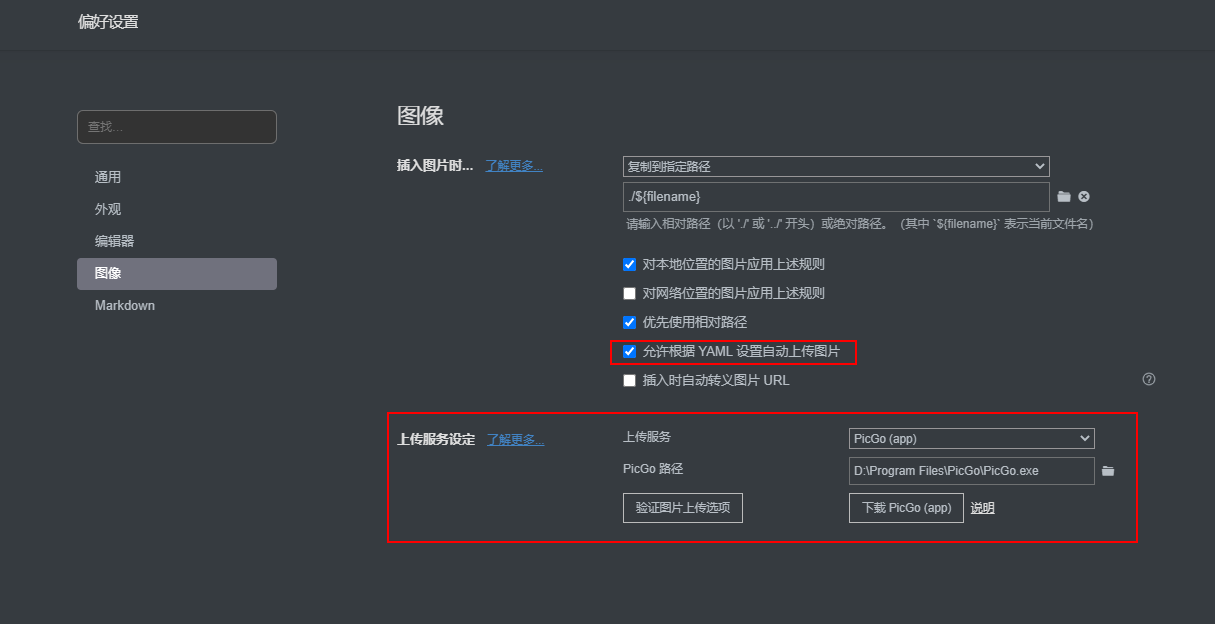 偏好设置
查找...
通用
外观
编辑器
图像
Markdown
图像
插入图片时... 了解更多... 复制到指定路径
./${filename}
请输入相对路径（以 './' 或 '../' 开头）或绝对路径。（其中 `${filename}` 表示当前文件名）
对本地位置的图片应用上述规则
对网络位置的图片应用上述规则
优先使用相对路径
允许根据 YAML 设置自动上传图片
插入时自动转义图片 URL ?
上传服务设定 了解更多... 上传服务 PicGo (app)
PicGo 路径 D:\Program Files\PicGo\PicGo.exe
验证图片上传选项 下载 PicGo (app) 说明